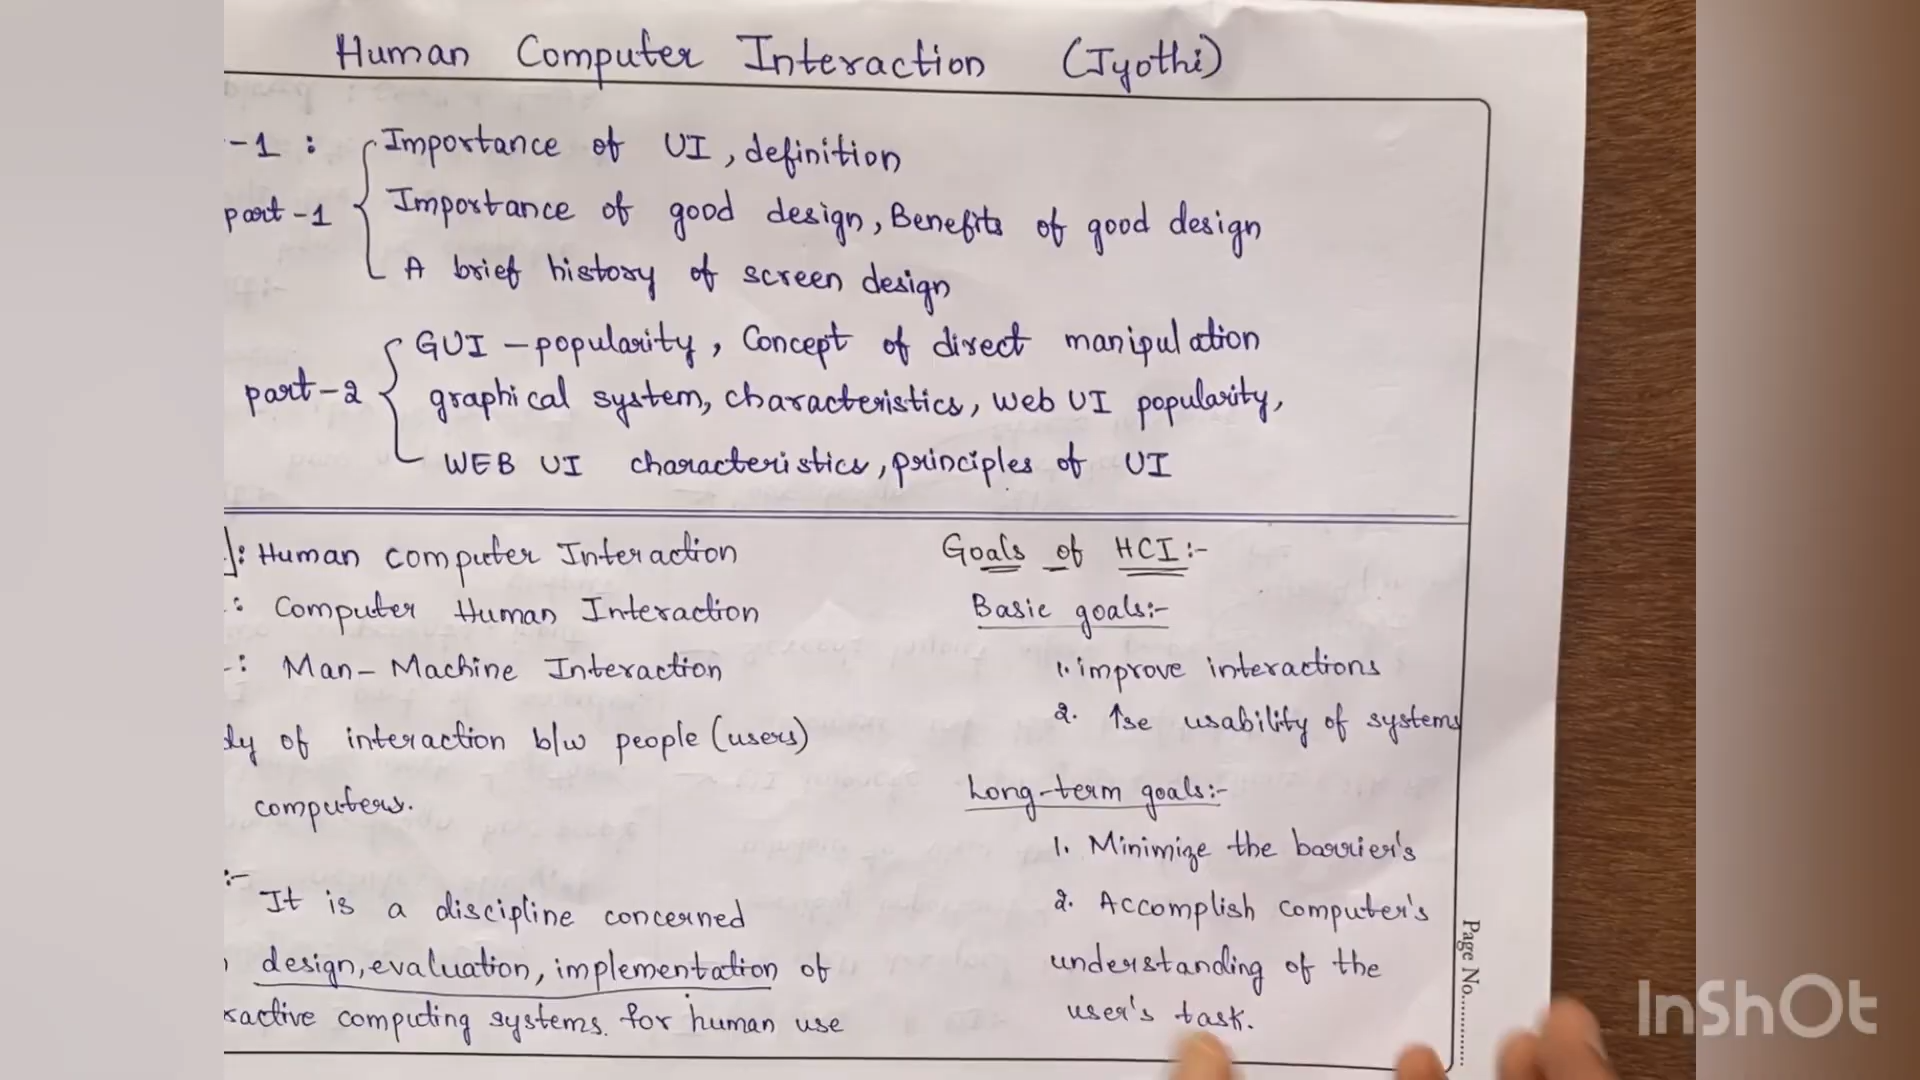 Human Computer Interaction (Jyothi)
-1 : Importance of UI, definition
part-1 Importance of good design, Benefits of good design
A brief history of screen design
GUI - popularity, Concept of direct manipulation
part-2 graphical system, characteristics, Web UI popularity,
WEB UI characteristics, principles of UI
: Human computer Interaction
: Computer Human Interaction
: Man-Machine Interaction
dy of interaction b/w people (users)
computers.
:-
It is a discipline concerned
design, evaluation, implementation of
ractive computing systems. for human use
Goals of HCI:-
Basic goals:-
1. improve interactions
2. ↑se usability of systems
Long-term goals:-
1. Minimize the barrier's
2. Accomplish computer's
understanding of the
user's task.
Page No..............
InShOt